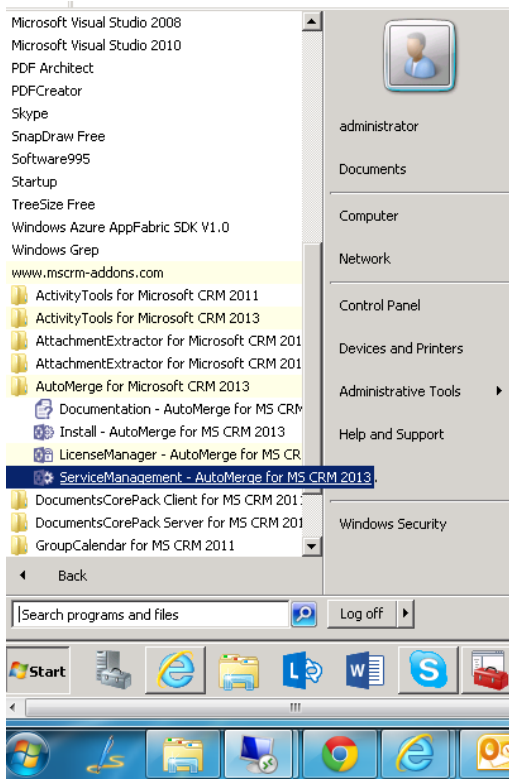 Microsoft Visual Studio 2008
Microsoft Visual Studio 2010
PDF Architect
PDFCreator
Skype
SnapDraw Free
Software995
Startup
TreeSize Free
Windows Azure AppFabric SDK V1.0
Windows Grep
www.mscrm-addons.com
ActivityTools for Microsoft CRM 2011
ActivityTools for Microsoft CRM 2013
AttachmentExtractor for Microsoft CRM 201
AttachmentExtractor for Microsoft CRM 201
AutoMerge for Microsoft CRM 2013
Documentation - AutoMerge for MS CRM
Install - AutoMerge for MS CRM 2013
LicenseManager - AutoMerge for MS CR
ServiceManagement - AutoMerge for MS CRM 2013
DocumentsCorePack Client for MS CRM 201
DocumentsCorePack Server for MS CRM 201
GroupCalendar for MS CRM 2011
Back
Search programs and files
administrator
Documents
Computer
Network
Control Panel
Devices and Printers
Administrative Tools
Help and Support
Windows Security
Log off
Start